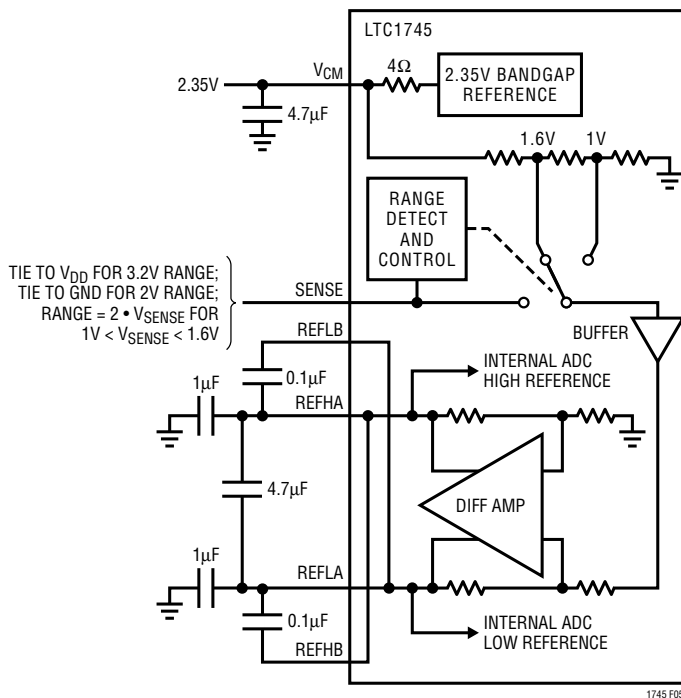 LTC1745
2.35V
V_CM
4Ω
2.35V BANDGAP
REFERENCE
4.7µF
1.6V
1V
RANGE
DETECT
AND
CONTROL
TIE TO V_DD FOR 3.2V RANGE;
TIE TO GND FOR 2V RANGE;
RANGE = 2 • V_SENSE FOR
1V < V_SENSE < 1.6V
SENSE
BUFFER
REFLB
INTERNAL ADC
HIGH REFERENCE
0.1µF
1µF
REFHA
4.7µF
DIFF AMP
1µF
REFLA
0.1µF
INTERNAL ADC
LOW REFERENCE
REFHB
1745 F05